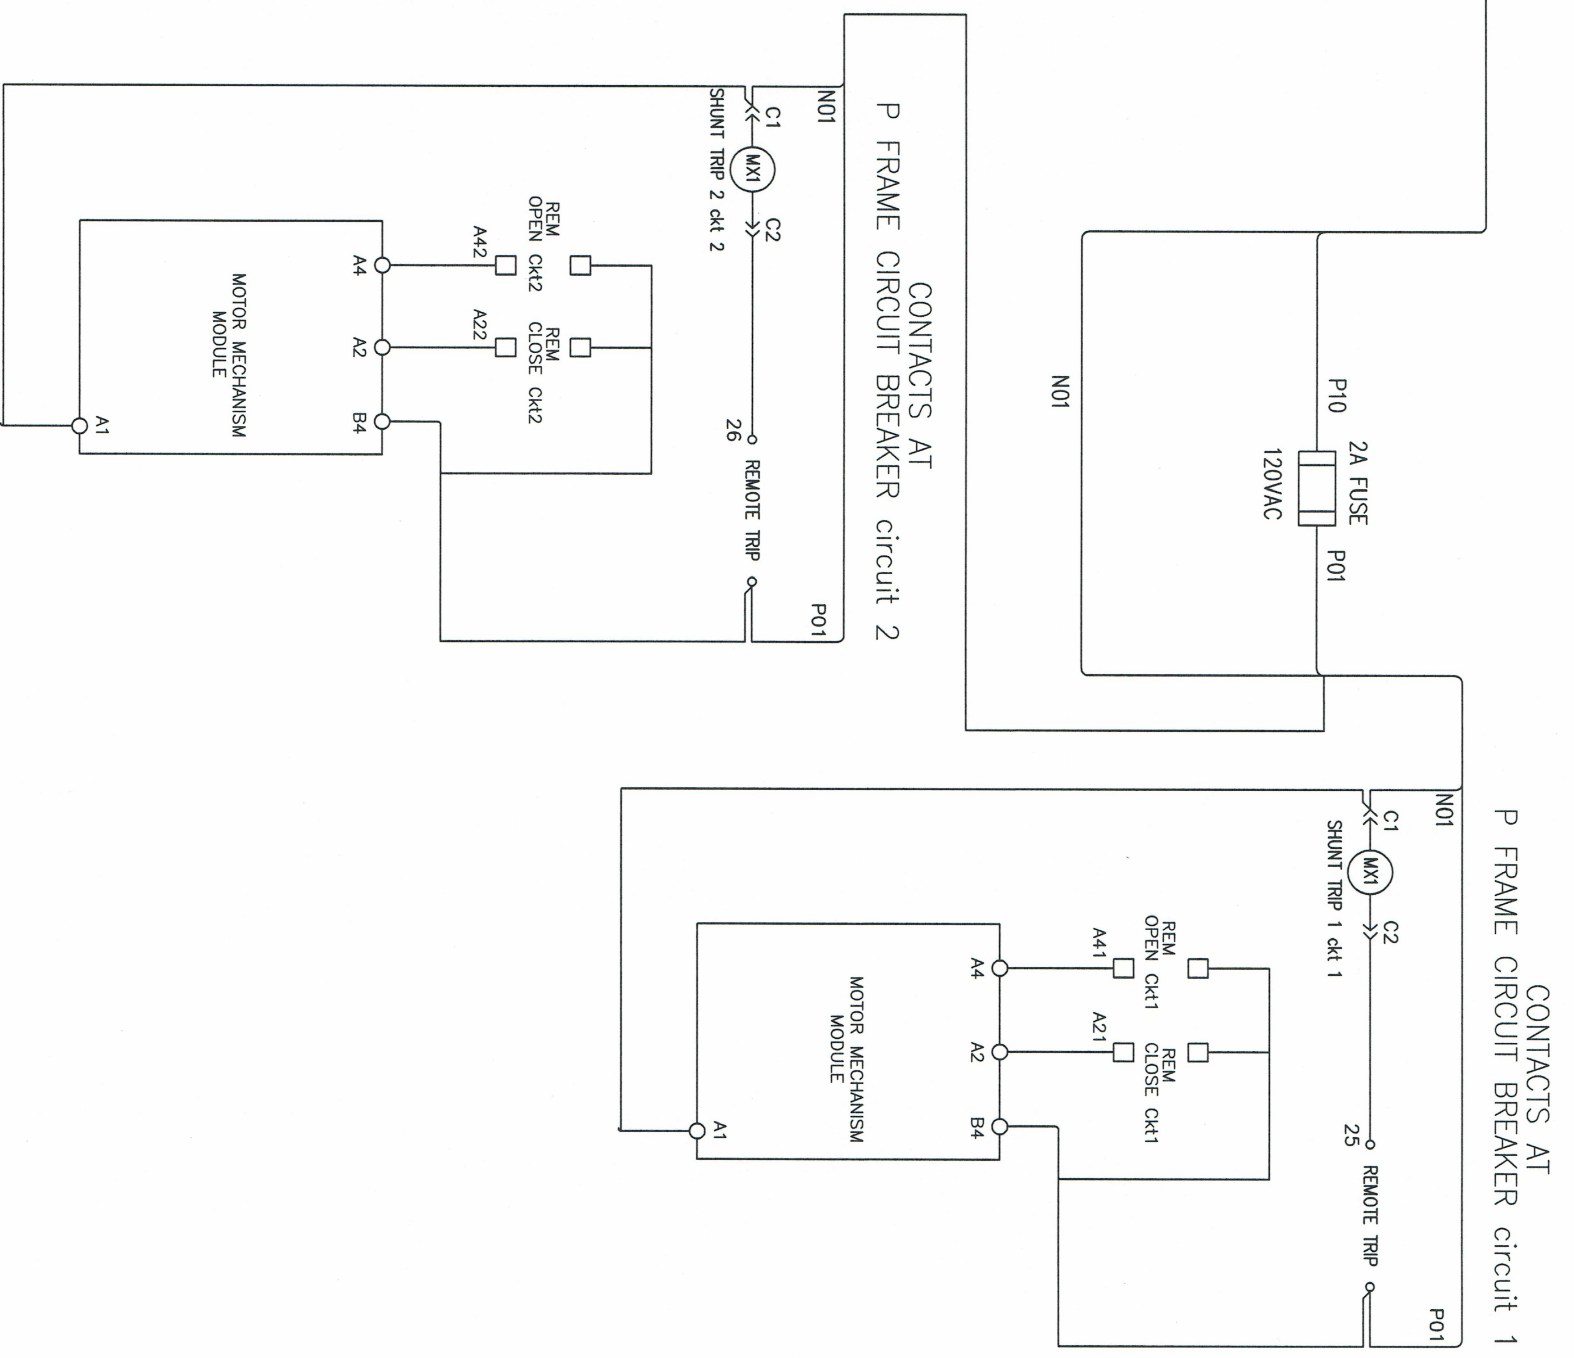 CONTACTS AT
P FRAME CIRCUIT BREAKER circuit 1
N01
P01
C1
MX1
C2
25
REMOTE TRIP
SHUNT TRIP 1 ckt 1
REM
OPEN Ckt1
REM
CLOSE Ckt1
A41
A21
A4
A2
B4
MOTOR MECHANISM
MODULE
A1
2A FUSE
P10
P01
120VAC
N01
CONTACTS AT
P FRAME CIRCUIT BREAKER circuit 2
N01
P01
C1
MX1
C2
26
REMOTE TRIP
SHUNT TRIP 2 ckt 2
REM
OPEN Ckt2
REM
CLOSE Ckt2
A42
A22
A4
A2
B4
MOTOR MECHANISM
MODULE
A1